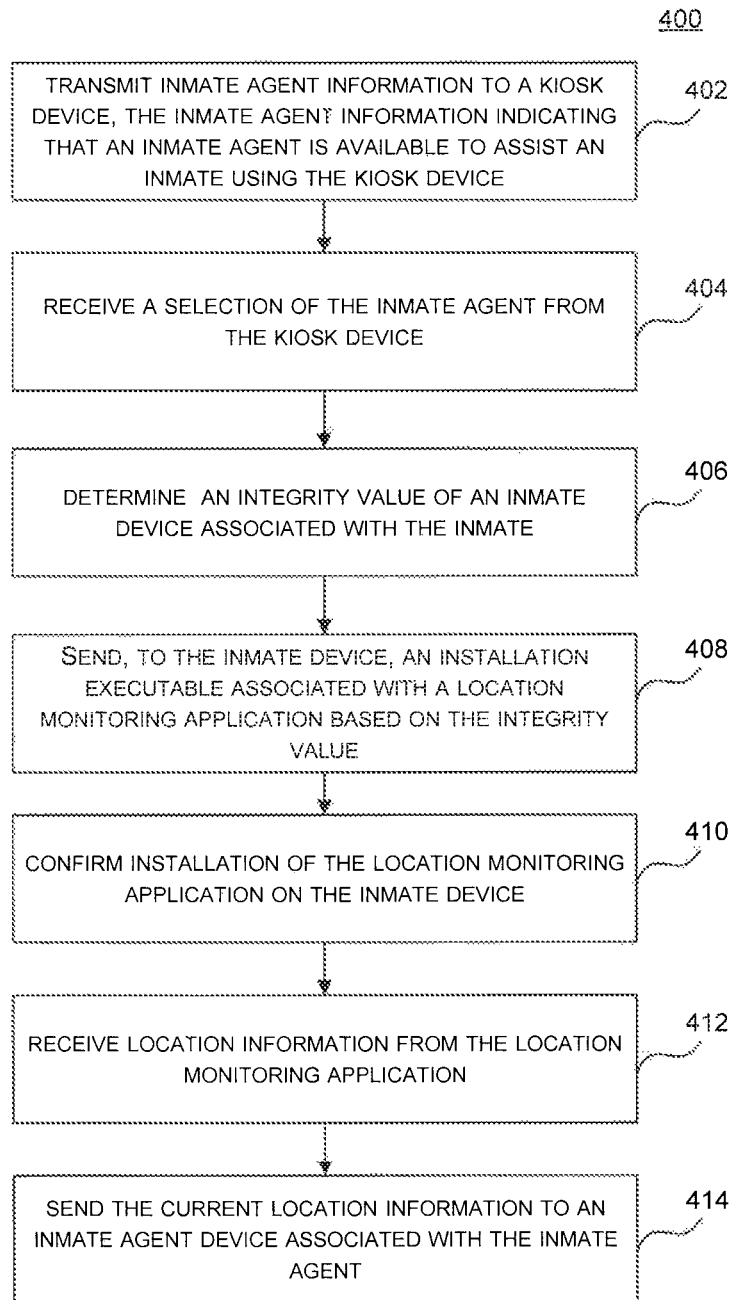 400
TRANSMIT INMATE AGENT INFORMATION TO A KIOSK
DEVICE, THE INMATE AGENT INFORMATION INDICATING
THAT AN INMATE AGENT IS AVAILABLE TO ASSIST AN
INMATE USING THE KIOSK DEVICE
402
RECEIVE A SELECTION OF THE INMATE AGENT FROM
THE KIOSK DEVICE
404
DETERMINE AN INTEGRITY VALUE OF AN INMATE
DEVICE ASSOCIATED WITH THE INMATE
406
SEND, TO THE INMATE DEVICE, AN INSTALLATION
EXECUTABLE ASSOCIATED WITH A LOCATION
MONITORING APPLICATION BASED ON THE INTEGRITY
VALUE
408
CONFIRM INSTALLATION OF THE LOCATION MONITORING
APPLICATION ON THE INMATE DEVICE
410
RECEIVE LOCATION INFORMATION FROM THE LOCATION
MONITORING APPLICATION
412
SEND THE CURRENT LOCATION INFORMATION TO AN
INMATE AGENT DEVICE ASSOCIATED WITH THE INMATE
AGENT
414